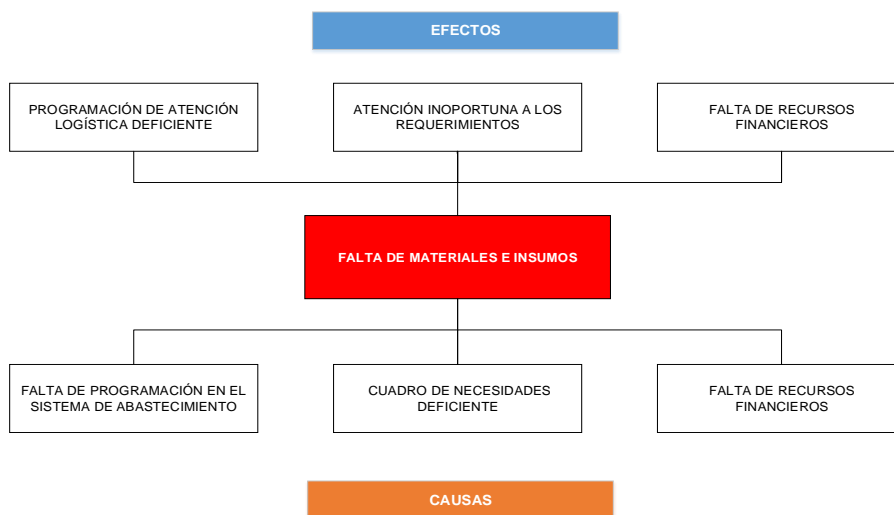 EFECTOS
PROGRAMACIÓN DE ATENCIÓN
LOGÍSTICA DEFICIENTE
ATENCIÓN INOPORTUNA A LOS
REQUERIMIENTOS
FALTA DE RECURSOS
FINANCIEROS
FALTA DE MATERIALES E INSUMOS
FALTA DE PROGRAMACIÓN EN EL
SISTEMA DE ABASTECIMIENTO
CUADRO DE NECESIDADES
DEFICIENTE
FALTA DE RECURSOS
FINANCIEROS
CAUSAS